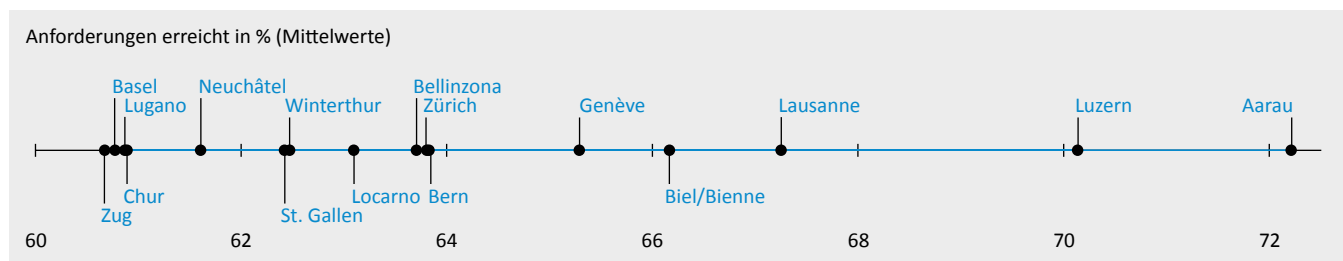 Anforderungen erreicht in % (Mittelwerte)
Basel Neuchâtel Bellinzona
Lugano Winterthur Zürich Genève Lausanne Luzern Aarau
Chur Locarno Bern Biel/Bienne
Zug St. Gallen
60 62 64 66 68 70 72